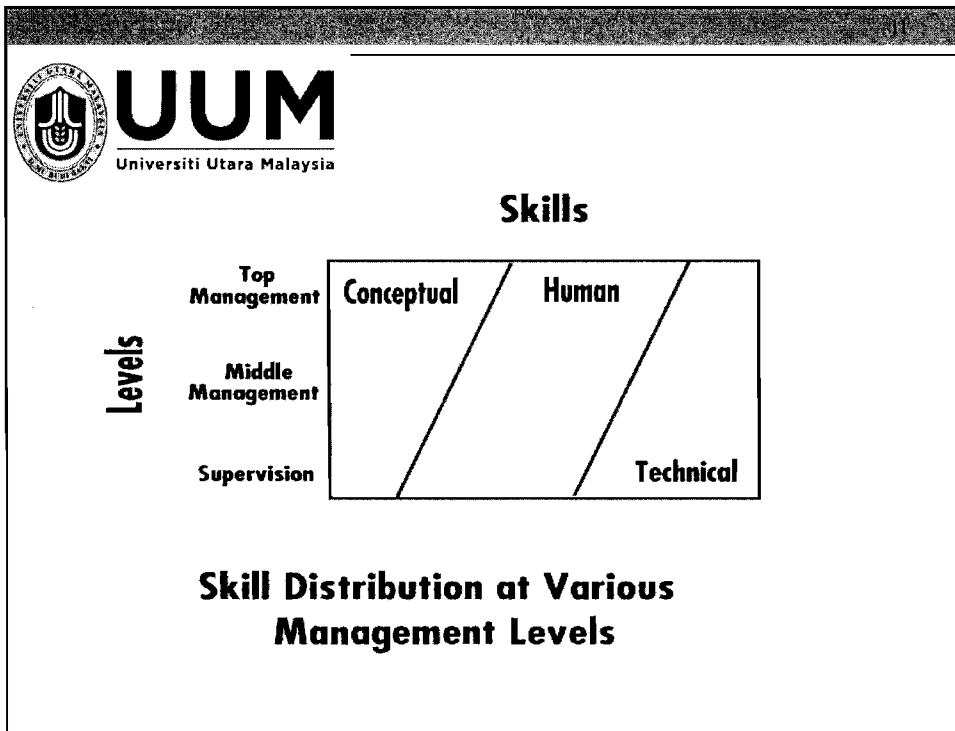 UUM
Universiti Utara Malaysia
Skills
Top
Management
Conceptual
Human
Levels
Middle
Management
Supervision
Technical
Skill Distribution at Various
Management Levels